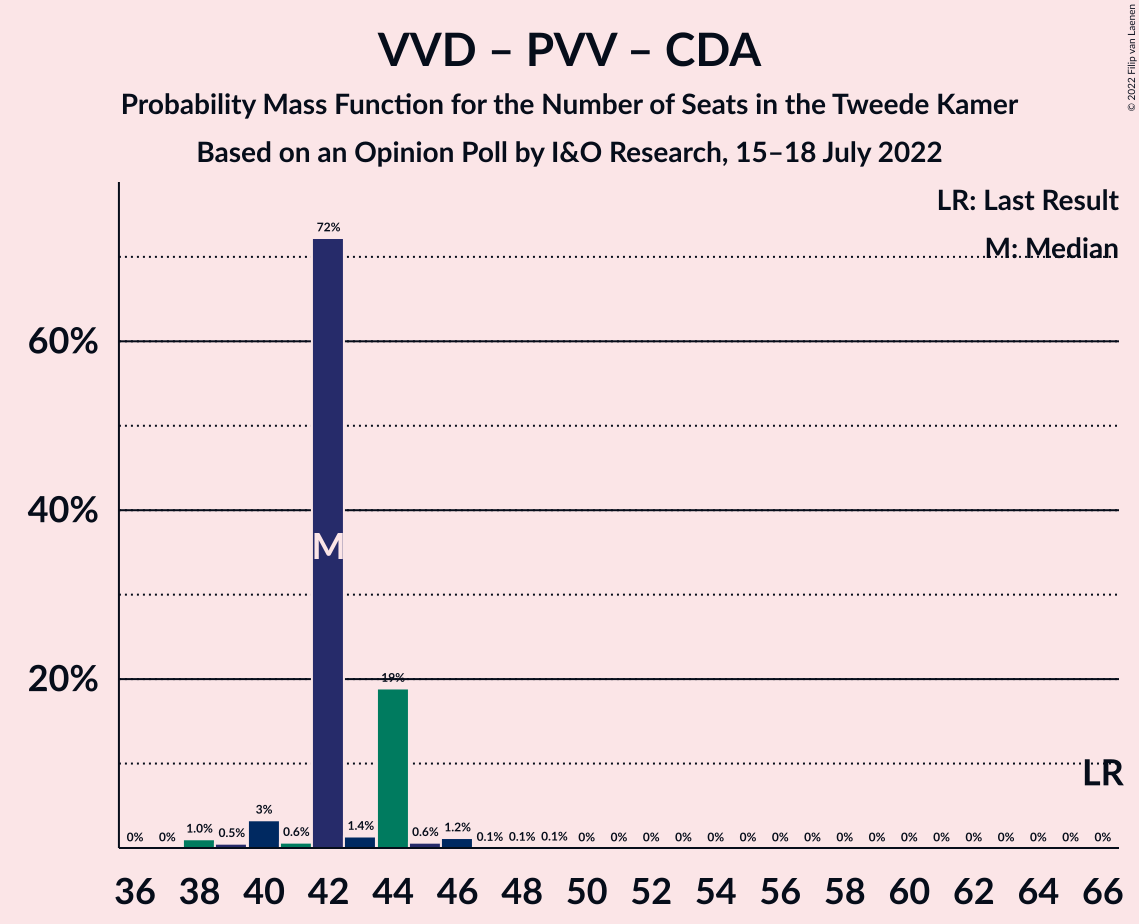 VVD – PVV – CDA
Probability Mass Function for the Number of Seats in the Tweede Kamer
Based on an Opinion Poll by I&O Research, 15–18 July 2022
© 2022 Filip van Laenen
LR: Last Result
M: Median
60%
40%
20%
72%
M
19%
LR
0% 0% 1.0% 0.5% 3% 0.6% 1.4% 0.6% 1.2% 0.1% 0.1% 0.1% 0% 0% 0% 0% 0% 0% 0% 0% 0% 0% 0% 0% 0% 0% 0% 0% 0%
36 38 40 42 44 46 48 50 52 54 56 58 60 62 64 66